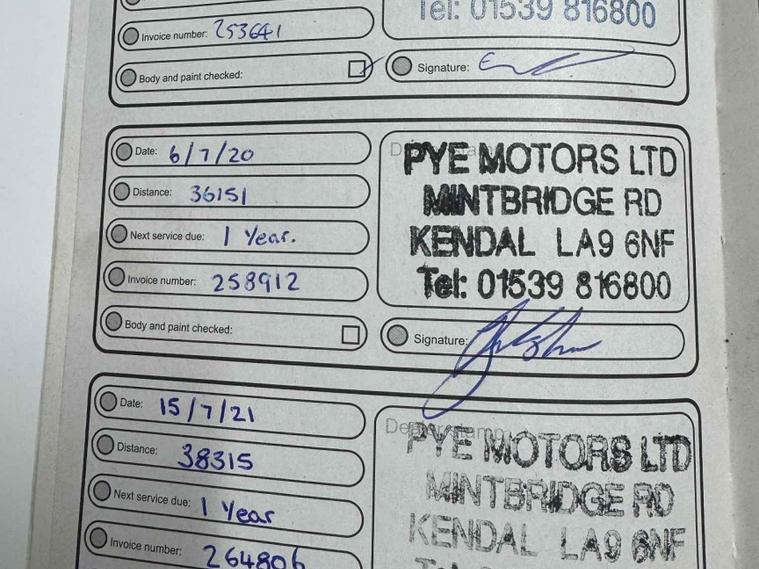 Tel: 01539 816800
Invoice number: 253641
Body and paint checked:
Signature:
Date: 6/7/20
PYE MOTORS LTD
Distance: 36151
MINTBRIDGE RD
Next service due: 1 Year.
KENDAL LA9 6NF
Invoice number: 258912
Tel: 01539 816800
Body and paint checked:
Signature:
Date: 15/7/21
Dealer stamp
PYE MOTORS LTD
Distance: 38315
MINTBRIDGE RD
Next service due: 1 Year
KENDAL LA9 6NF
Invoice number: 264806